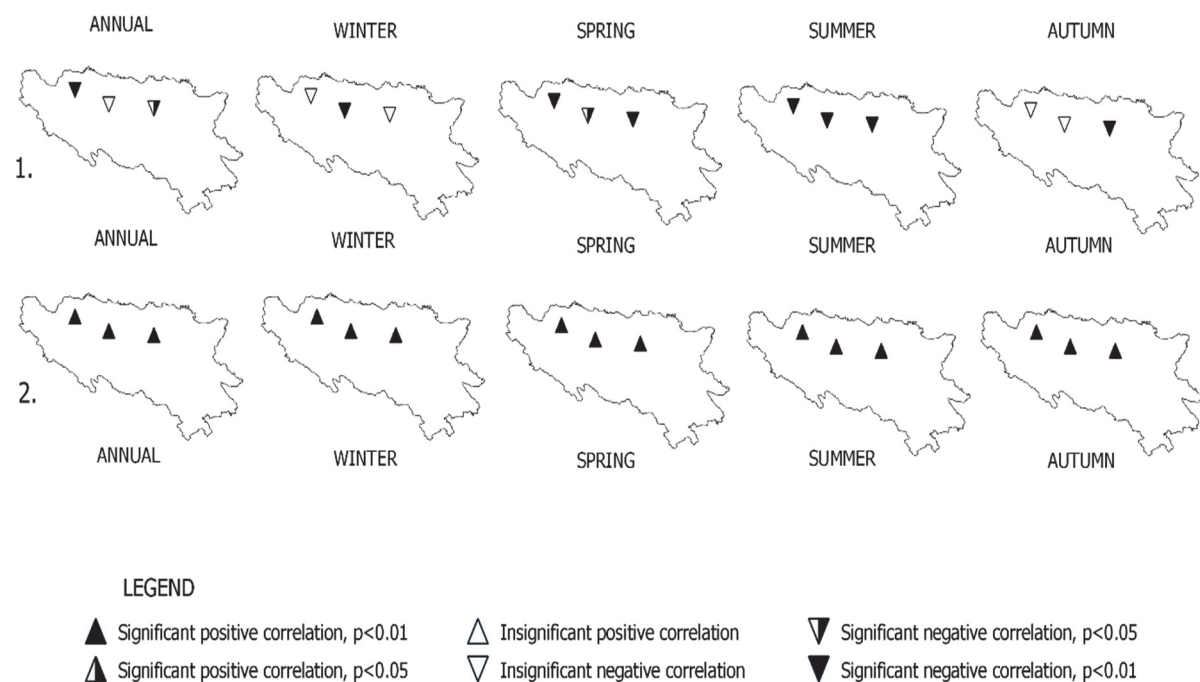 ANNUAL WINTER SPRING SUMMER AUTUMN
1.
ANNUAL WINTER SPRING SUMMER AUTUMN
2.
ANNUAL WINTER SPRING SUMMER AUTUMN
LEGEND
Significant positive correlation, p<0.01 Insignificant positive correlation Significant negative correlation, p<0.05
Significant positive correlation, p<0.05 Insignificant negative correlation Significant negative correlation, p<0.01